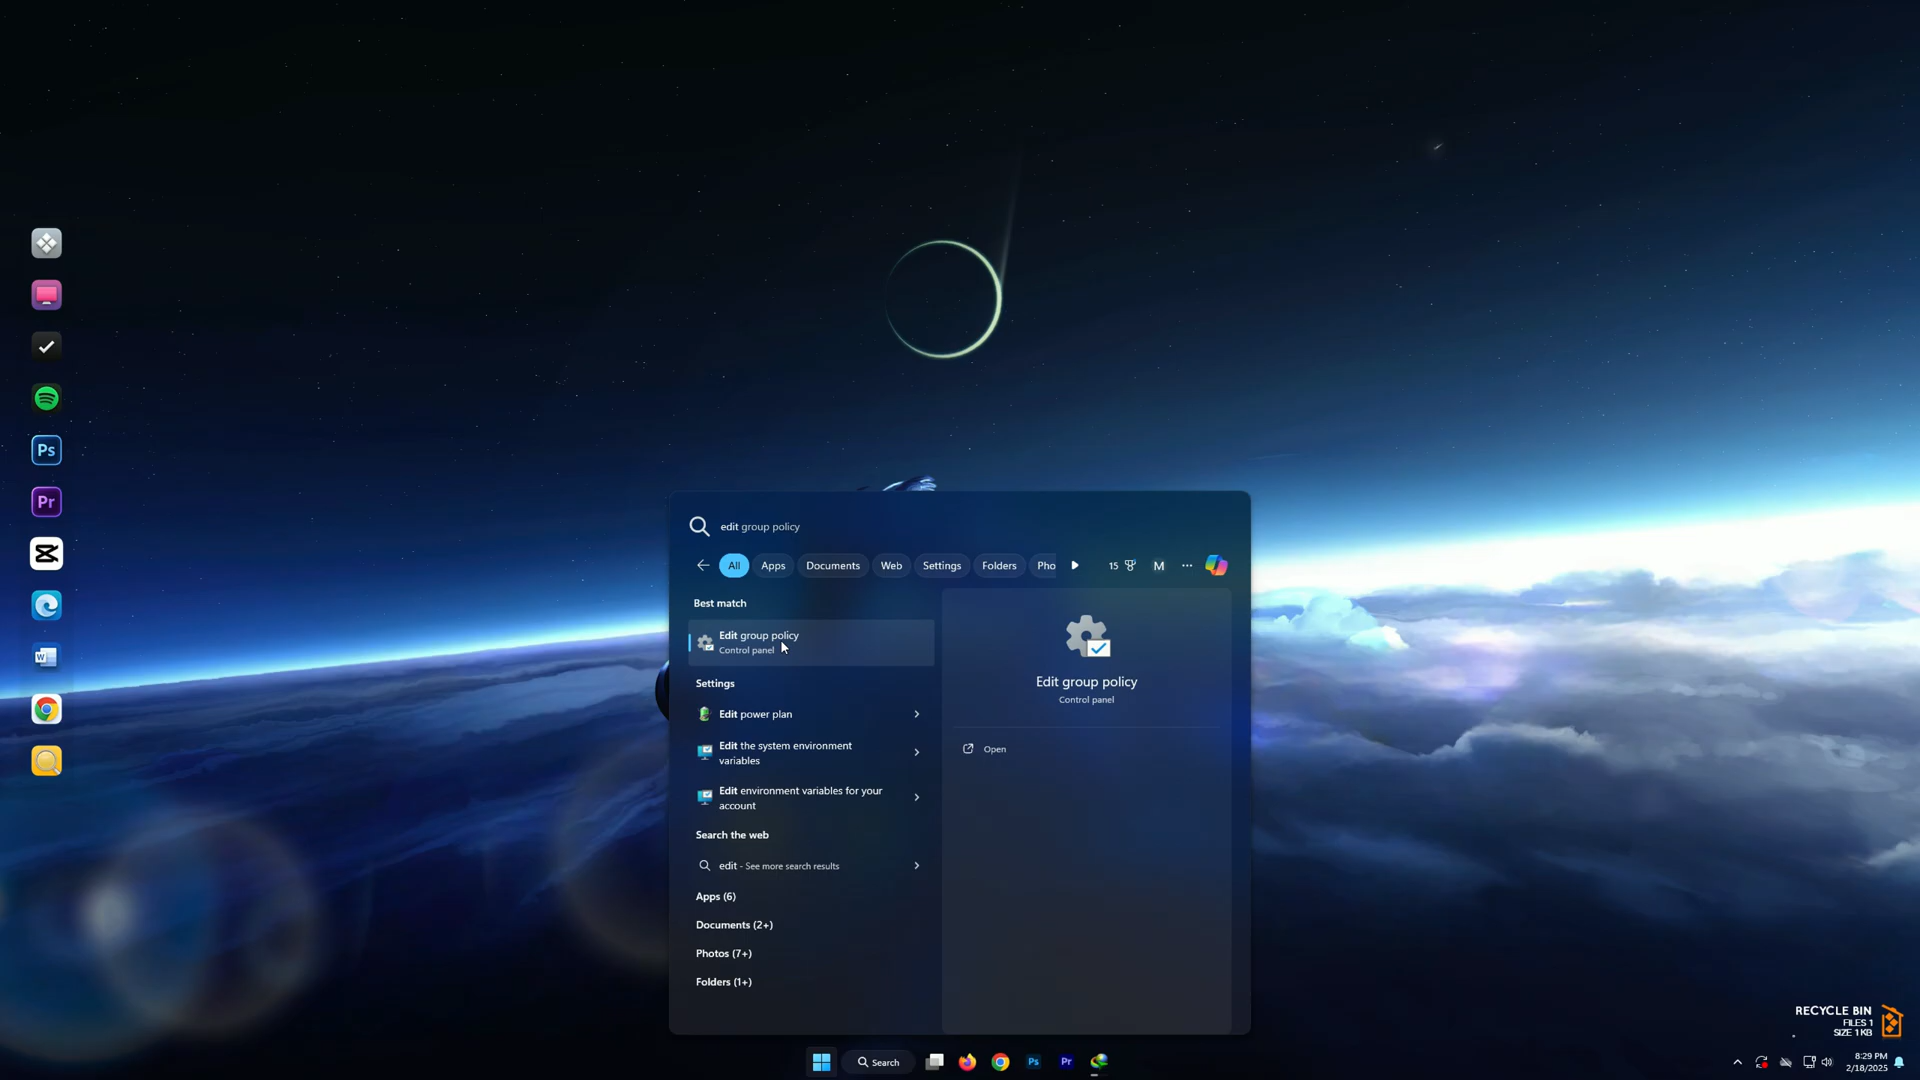 edit group policy
All Apps Documents Web Settings Folders Pho 15 M
Best match
Edit group policy
Control panel
Settings
Edit power plan
Edit the system environment
variables
Edit environment variables for your
account
Search the web
edit - See more search results
Apps (6)
Documents (2+)
Photos (7+)
Folders (1+)
Edit group policy
Control panel
Open
Ps
Pr
W
RECYCLE BIN
FILES 1
SIZE 1 KB
Search
Ps
Pr
8:29 PM
2/18/2025